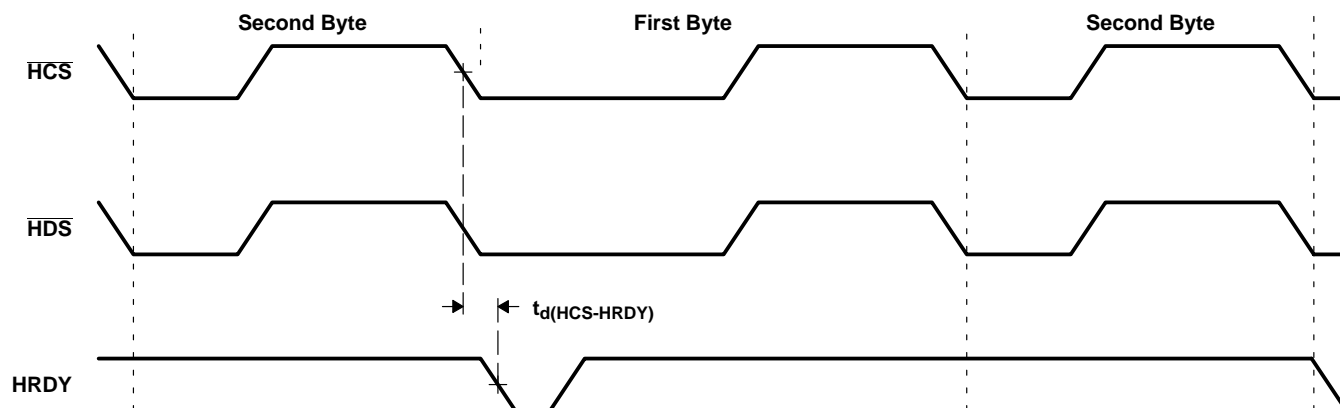 Second Byte First Byte Second Byte
HCS
HDS
td(HCS-HRDY)
HRDY